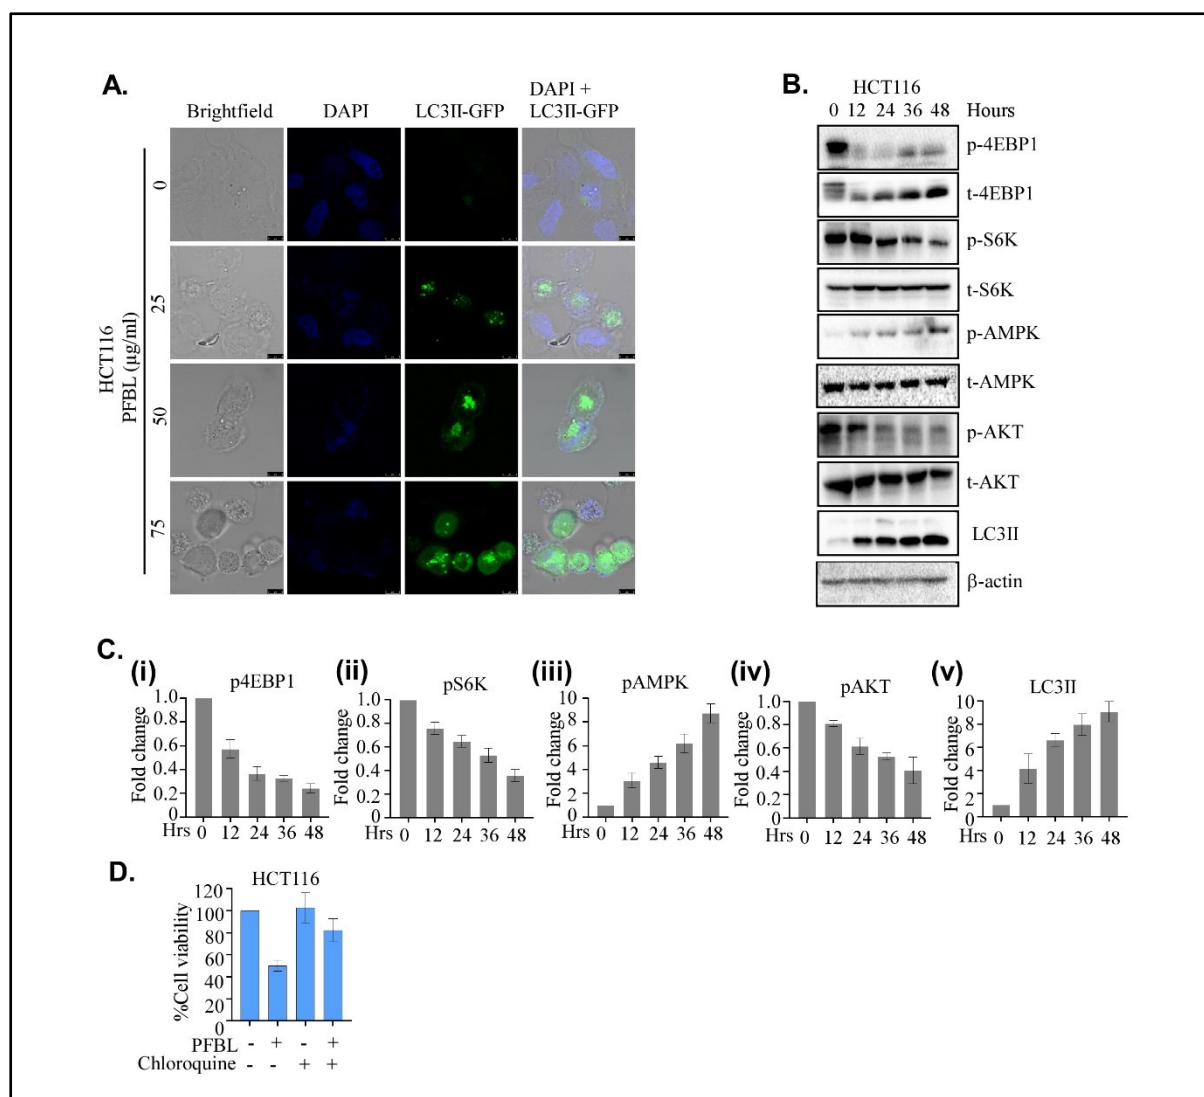 A.
Brightfield DAPI LC3II-GFP DAPI + LC3II-GFP
HCT116
PFBL (µg/ml)
0
25
50
75
B.
HCT116
0 12 24 36 48 Hours
p-4EBP1
t-4EBP1
p-S6K
t-S6K
p-AMPK
t-AMPK
p-AKT
t-AKT
LC3II
β-actin
C.
(i)
p4EBP1
Fold change
1.0
0.8
0.6
0.4
0.2
0
Hrs 0 12 24 36 48
(ii)
pS6K
Fold change
1.0
0.8
0.6
0.4
0.2
0
Hrs 0 12 24 36 48
(iii)
pAMPK
Fold change
10
8
6
4
2
0
Hrs 0 12 24 36 48
(iv)
pAKT
Fold change
1.0
0.8
0.6
0.4
0.2
0
Hrs 0 12 24 36 48
(v)
LC3II
Fold change
10
8
6
4
2
0
Hrs 0 12 24 36 48
D.
HCT116
%Cell viability
120
100
80
60
40
20
0
PFBL - + - +
Chloroquine - - + +